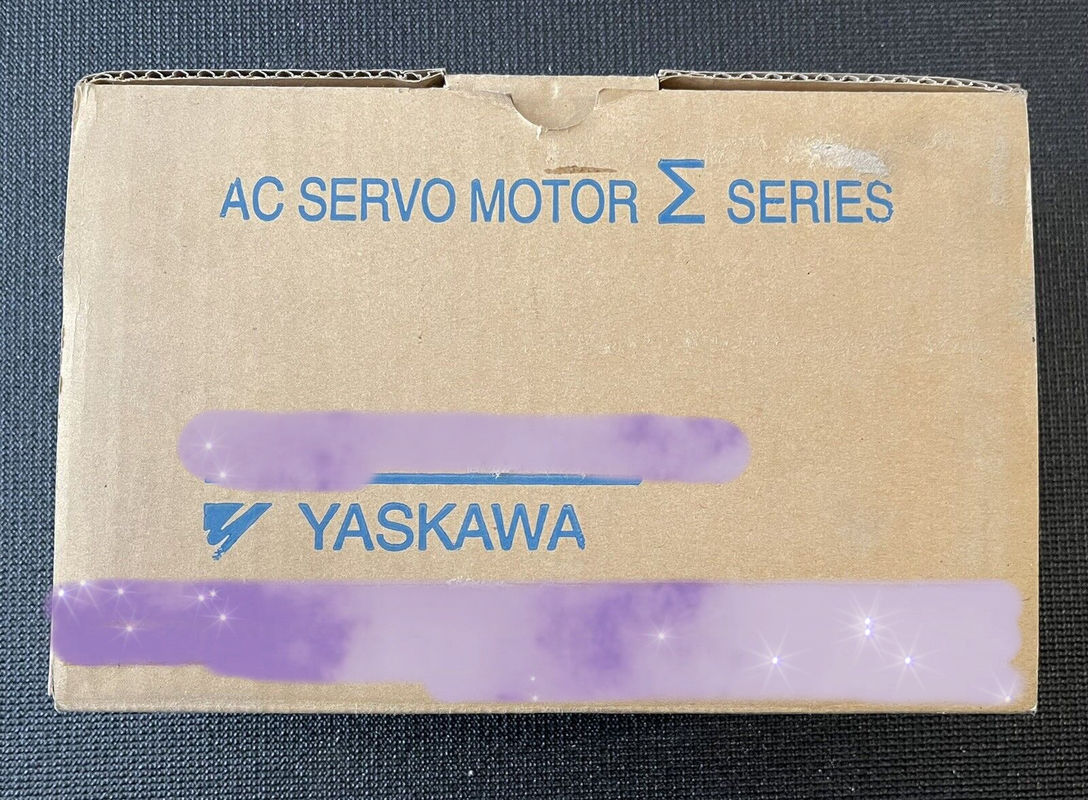 AC SERVO MOTOR Σ SERIES
YASKAWA